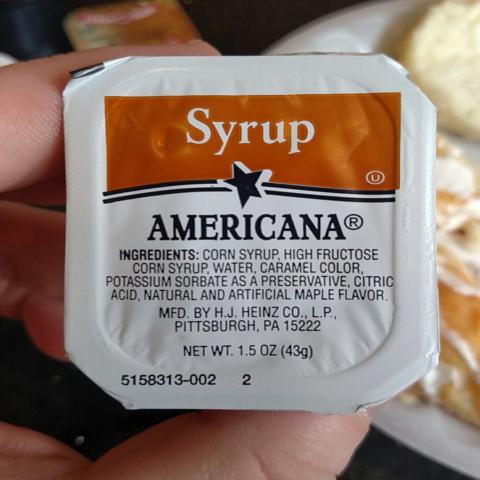 Syrup
U
AMERICANA®
INGREDIENTS: CORN SYRUP, HIGH FRUCTOSE
CORN SYRUP, WATER, CARAMEL COLOR,
POTASSIUM SORBATE AS A PRESERVATIVE, CITRIC
ACID, NATURAL AND ARTIFICIAL MAPLE FLAVOR.
MFD. BY H.J. HEINZ CO., L.P.,
PITTSBURGH, PA 15222
NET WT. 1.5 OZ (43g)
5158313-002 2